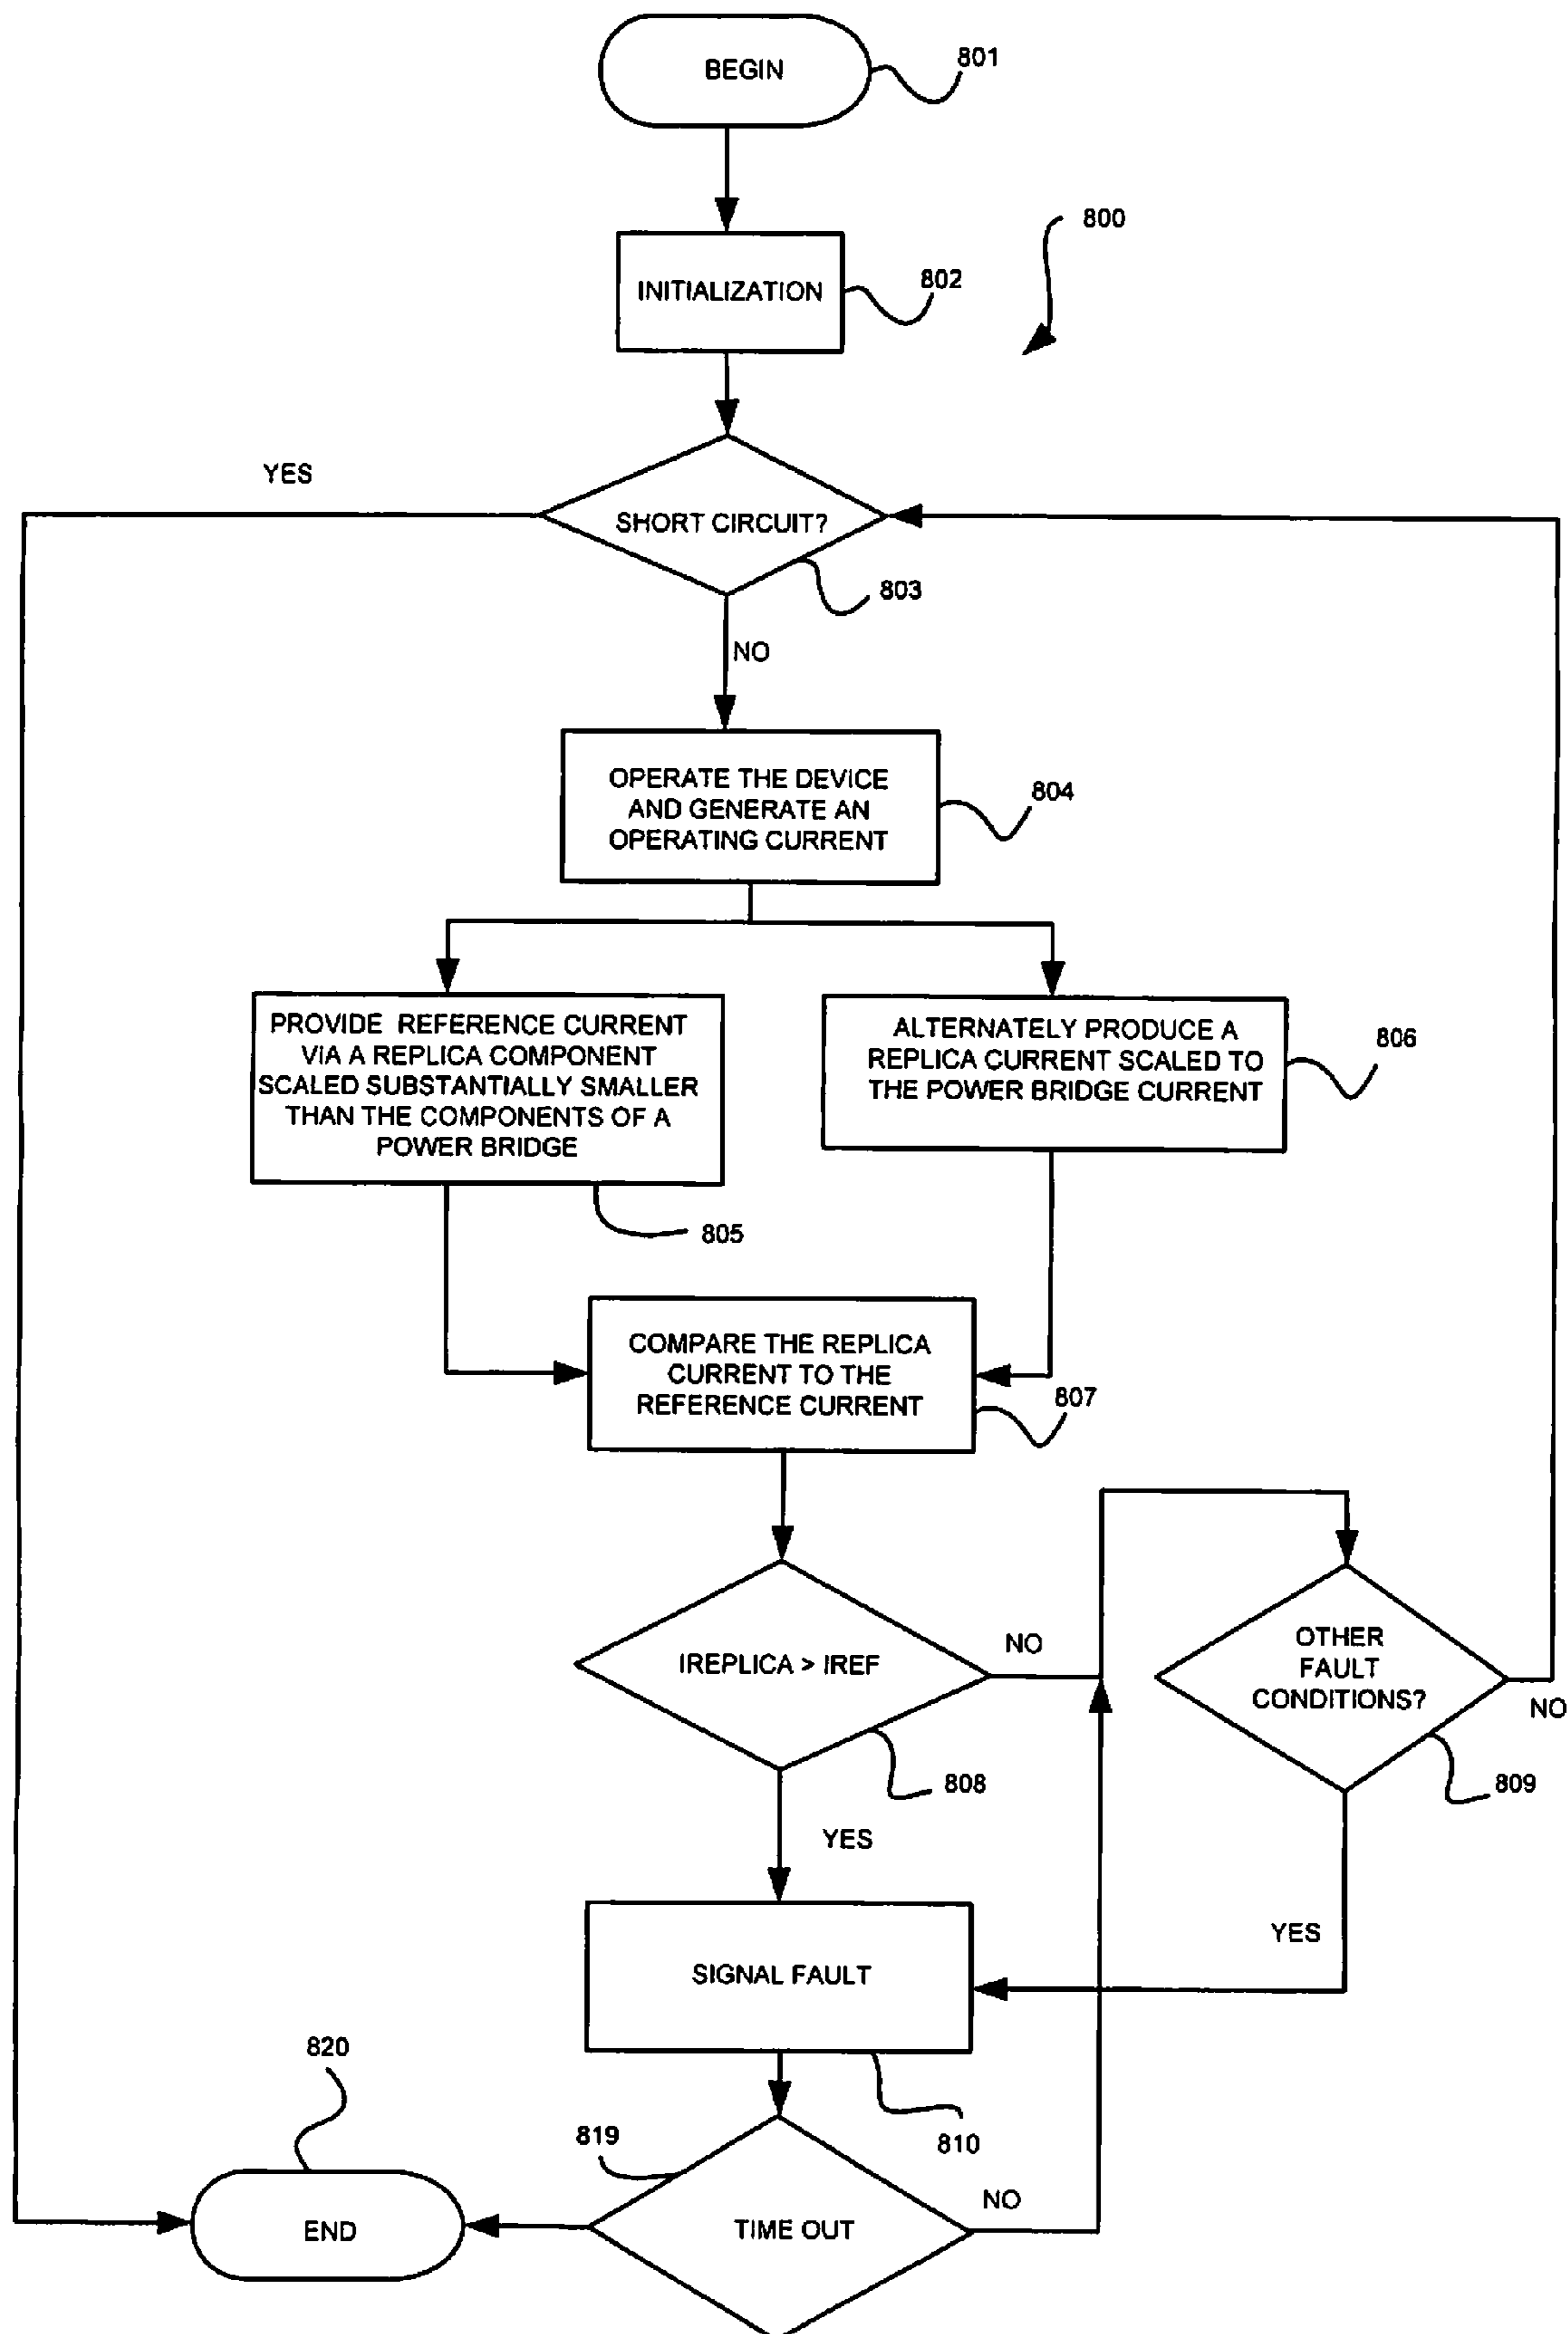 BEGIN
801
800
INITIALIZATION
802
YES
SHORT CIRCUIT?
803
NO
OPERATE THE DEVICE
AND GENERATE AN
OPERATING CURRENT
804
PROVIDE REFERENCE CURRENT
VIA A REPLICA COMPONENT
SCALED SUBSTANTIALLY SMALLER
THAN THE COMPONENTS OF A
POWER BRIDGE
805
ALTERNATELY PRODUCE A
REPLICA CURRENT SCALED TO
THE POWER BRIDGE CURRENT
806
COMPARE THE REPLICA
CURRENT TO THE
REFERENCE CURRENT
807
IREPLICA > IREF
NO
808
YES
OTHER
FAULT
CONDITIONS?
NO
809
YES
SIGNAL FAULT
810
820
819
END
TIME OUT
NO